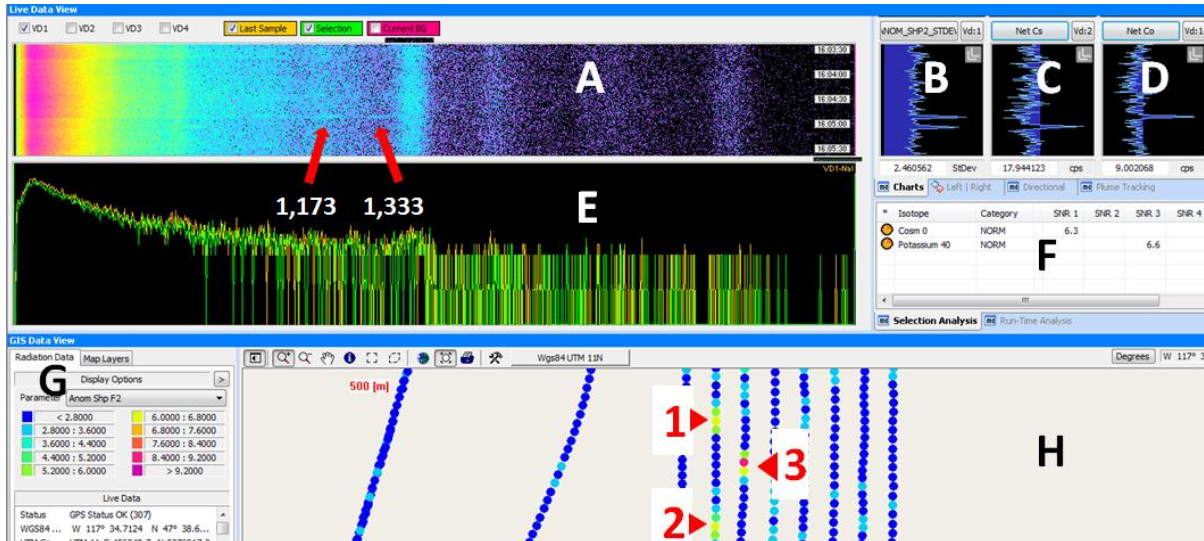 Live Data View
VD1 VD2 VD3 VD4 Last Sample Selection Current BG
16:03:30
16:04:00
16:04:30
16:05:00
16:05:30
A
1,173 1,333
VD1-NaI
E
\NOM_SHP2_STDEV Vd:1 Net Cs Vd:2 Net Co Vd:1
B C D
2.460562 StDev 17.944123 cps 9.002068 cps
Charts Left | Right Directional Plume Tracking
* Isotope Category SNR 1 SNR 2 SNR 3 SNR 4
Cosm 0 NORM 6.3
Potassium 40 NORM 6.6
F
Selection Analysis Run-Time Analysis
GIS Data View
Radiation Data Map Layers
G
Display Options >
Parameter Anom Shp F2
< 2.8000 6.0000 : 6.8000
2.8000 : 3.6000 6.8000 : 7.6000
3.6000 : 4.4000 7.6000 : 8.4000
4.4000 : 5.2000 8.4000 : 9.2000
5.2000 : 6.0000 > 9.2000
Live Data
Status GPS Status OK (307)
WGS84 ... W 117° 34.7124 N 47° 38.6...
Wgs84 UTM 11N Degrees W 117° 3
500 [m]
1
3
2
H